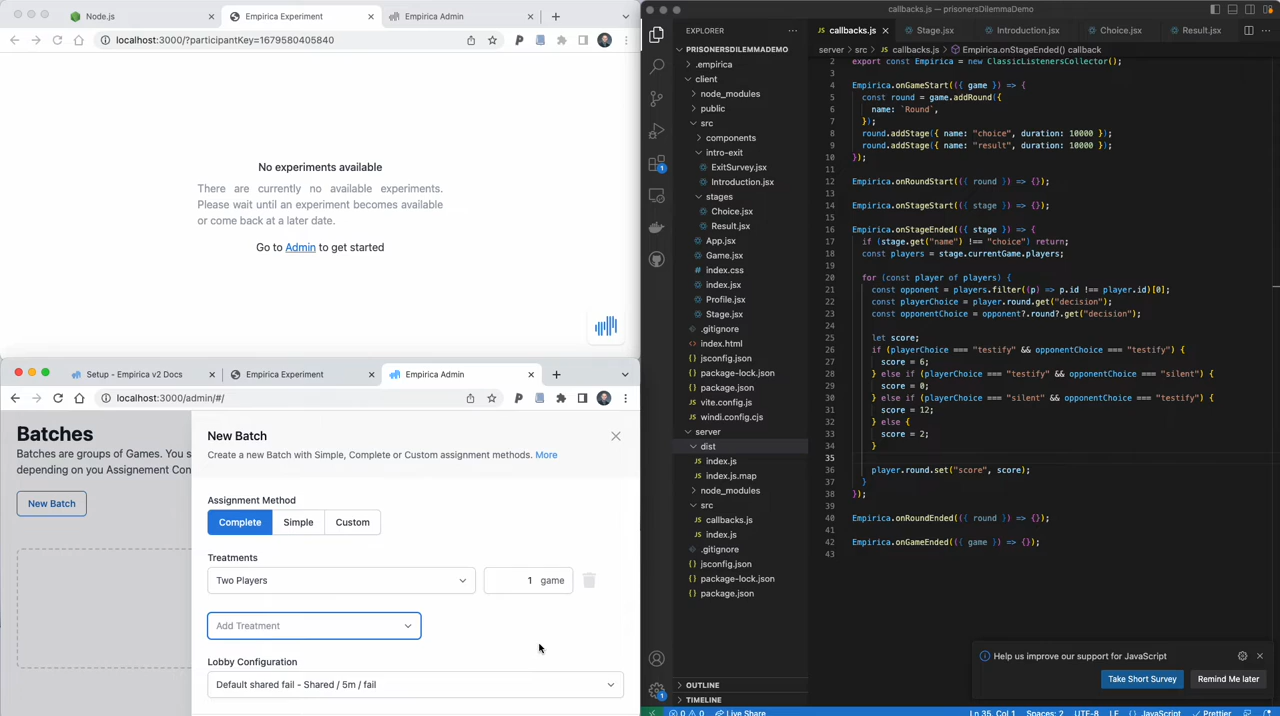 Node.js
Empirica Experiment
Empirica Admin
localhost:3000/?participantKey=1679580405840
No experiments available
There are currently no available experiments.
Please wait until an experiment becomes available
or come back at a later date.
Go to Admin to get started
Setup - Empirica v2 Docs
Empirica Experiment
Empirica Admin
localhost:3000/admin/#/
Batches
Batches are groups of Games. You s
depending on you Assignement Con
New Batch
New Batch
Create a new Batch with Simple, Complete or Custom assignment methods. More
Assignment Method
Complete
Simple
Custom
Treatments
Two Players
1 game
Add Treatment
Lobby Configuration
Default shared fail - Shared / 5m / fail
callbacks.js — prisonersDilemmaDemo
EXPLORER
PRISONERSDILEMMADEMO
.empirica
client
node_modules
public
src
components
intro-exit
ExitSurvey.jsx
Introduction.jsx
stages
Choice.jsx
Result.jsx
App.jsx
Game.jsx
index.css
index.jsx
Profile.jsx
Stage.jsx
.gitignore
index.html
jsconfig.json
package-lock.json
package.json
vite.config.js
windi.config.cjs
server
dist
index.js
index.js.map
node_modules
src
callbacks.js
index.js
.gitignore
jsconfig.json
package-lock.json
package.json
OUTLINE
TIMELINE
callbacks.js
Stage.jsx
Introduction.jsx
Choice.jsx
Result.jsx
server > src > callbacks.js > Empirica.onStageEnded() callback
2 export const Empirica = new ClassicListenersCollector();
3
4 Empirica.onGameStart(({ game }) => {
5 const round = game.addRound({
6 name: `Round`,
7 });
8 round.addStage({ name: "choice", duration: 10000 });
9 round.addStage({ name: "result", duration: 10000 });
10 });
11
12 Empirica.onRoundStart(({ round }) => {});
13
14 Empirica.onStageStart(({ stage }) => {});
15
16 Empirica.onStageEnded(({ stage }) => {
17 if (stage.get("name") !== "choice") return;
18 const players = stage.currentGame.players;
19
20 for (const player of players) {
21 const opponent = players.filter((p) => p.id !== player.id)[0];
22 const playerChoice = player.round.get("decision");
23 const opponentChoice = opponent?.round?.get("decision");
24
25 let score;
26 if (playerChoice === "testify" && opponentChoice === "testify") {
27 score = 6;
28 } else if (playerChoice === "testify" && opponentChoice === "silent") {
29 score = 0;
30 } else if (playerChoice === "silent" && opponentChoice === "testify") {
31 score = 12;
32 } else {
33 score = 2;
34 }
35
36 player.round.set("score", score);
37 }
38 });
39
40 Empirica.onRoundEnded(({ round }) => {});
41
42 Empirica.onGameEnded(({ game }) => {});
43
Help us improve our support for JavaScript
Take Short Survey
Remind Me later
0 0 Live Share
Ln 35, Col 1 Spaces: 2 UTF-8 LF {} JavaScript Prettier